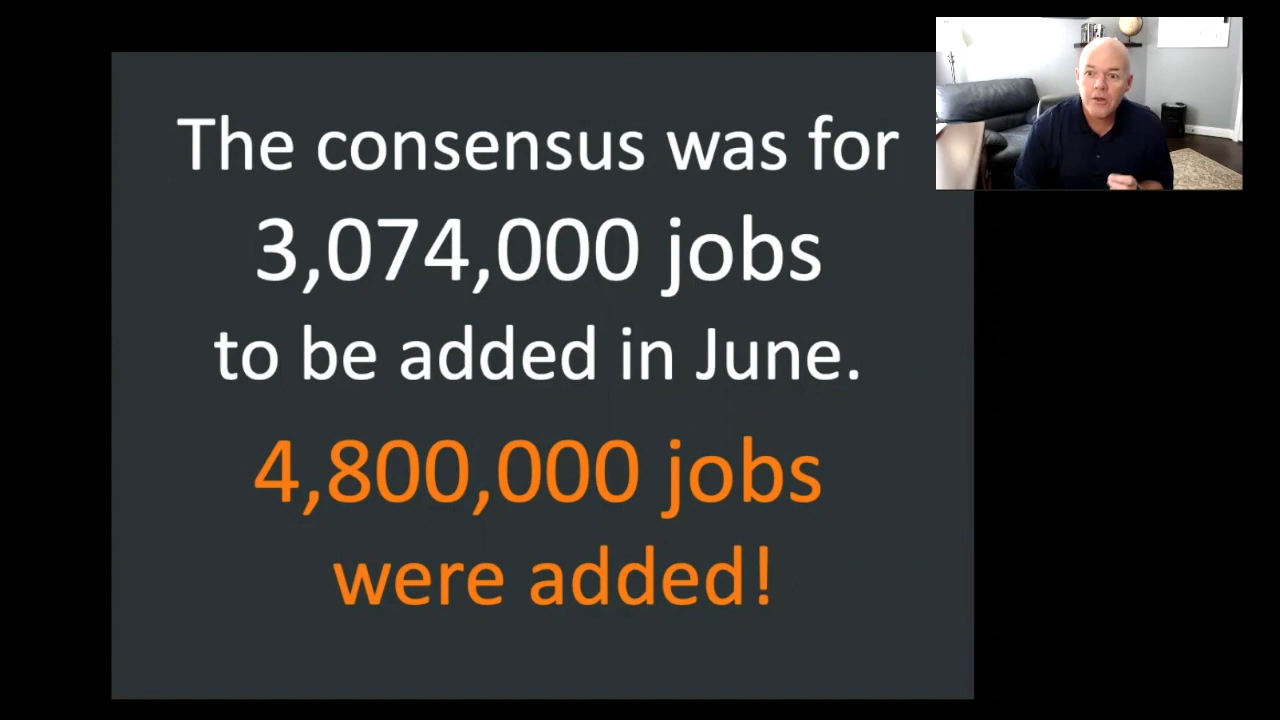 The consensus was for
3,074,000 jobs
to be added in June.
4,800,000 jobs
were added!